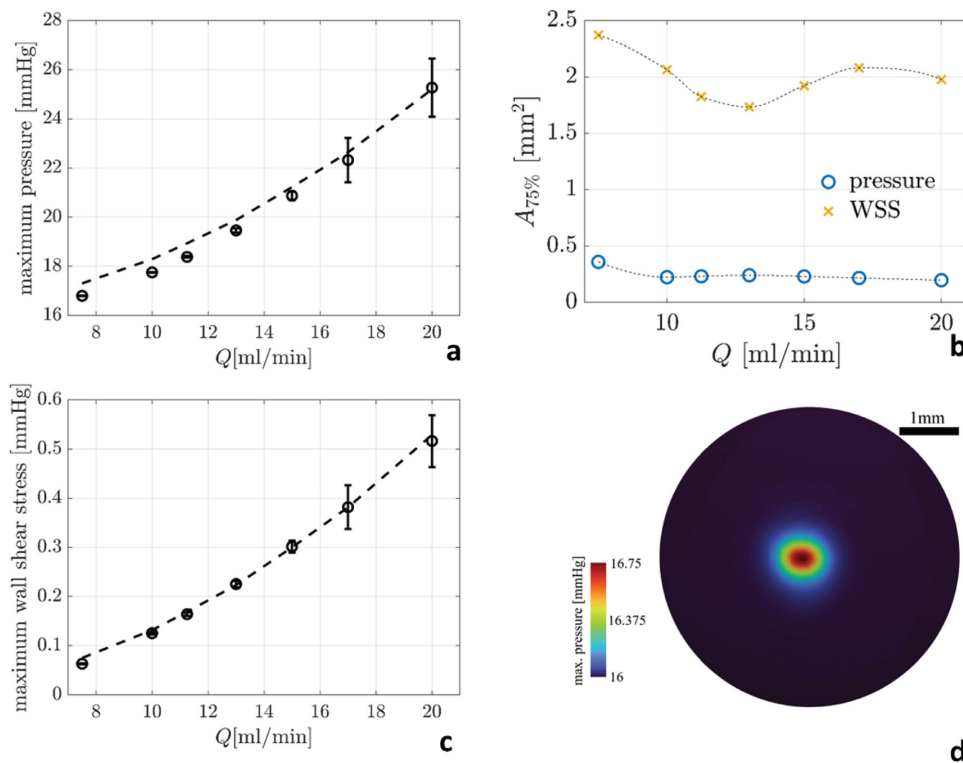 maximum pressure [mmHg]
28
26
24
22
20
18
16
8 10 12 14 16 18 20
Q[ml/min]
a
A75% [mm2]
2.5
2
1.5
1
0.5
0
pressure
WSS
10 15 20
Q [ml/min]
b
maximum wall shear stress [mmHg]
0.6
0.5
0.4
0.3
0.2
0.1
0
8 10 12 14 16 18 20
Q[ml/min]
c
1mm
max. pressure [mmHg]
16.75
16.375
16
d